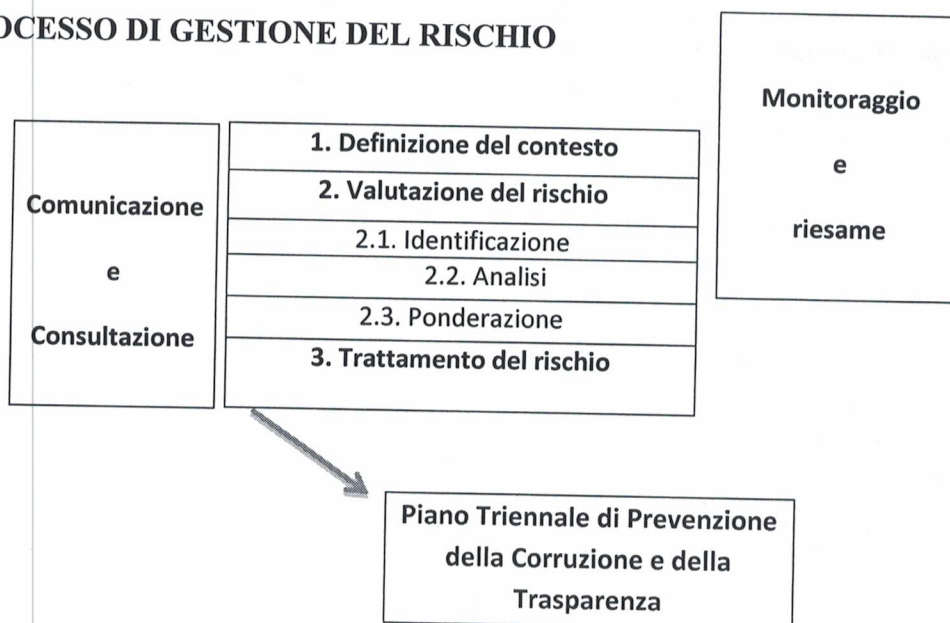 OCESSO DI GESTIONE DEL RISCHIO
Comunicazione
e
Consultazione
1. Definizione del contesto
2. Valutazione del rischio
2.1. Identificazione
2.2. Analisi
2.3. Ponderazione
3. Trattamento del rischio
Monitoraggio
e
riesame
Piano Triennale di Prevenzione
della Corruzione e della
Trasparenza